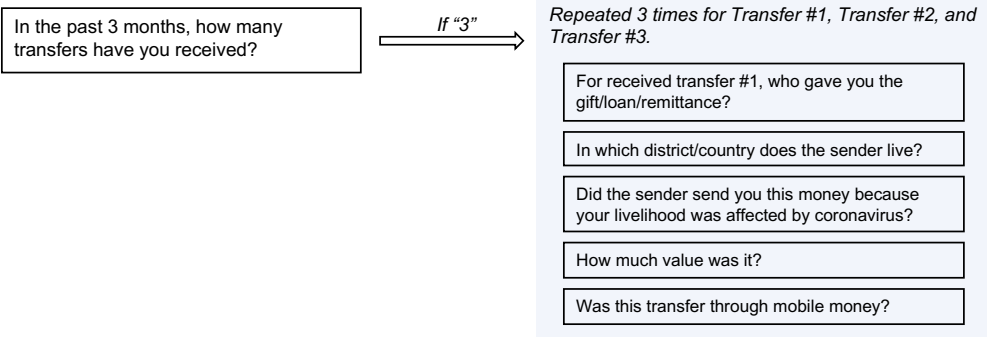 In the past 3 months, how many
transfers have you received?
If “3”
Repeated 3 times for Transfer #1, Transfer #2, and
Transfer #3.
For received transfer #1, who gave you the
gift/loan/remittance?
In which district/country does the sender live?
Did the sender send you this money because
your livelihood was affected by coronavirus?
How much value was it?
Was this transfer through mobile money?